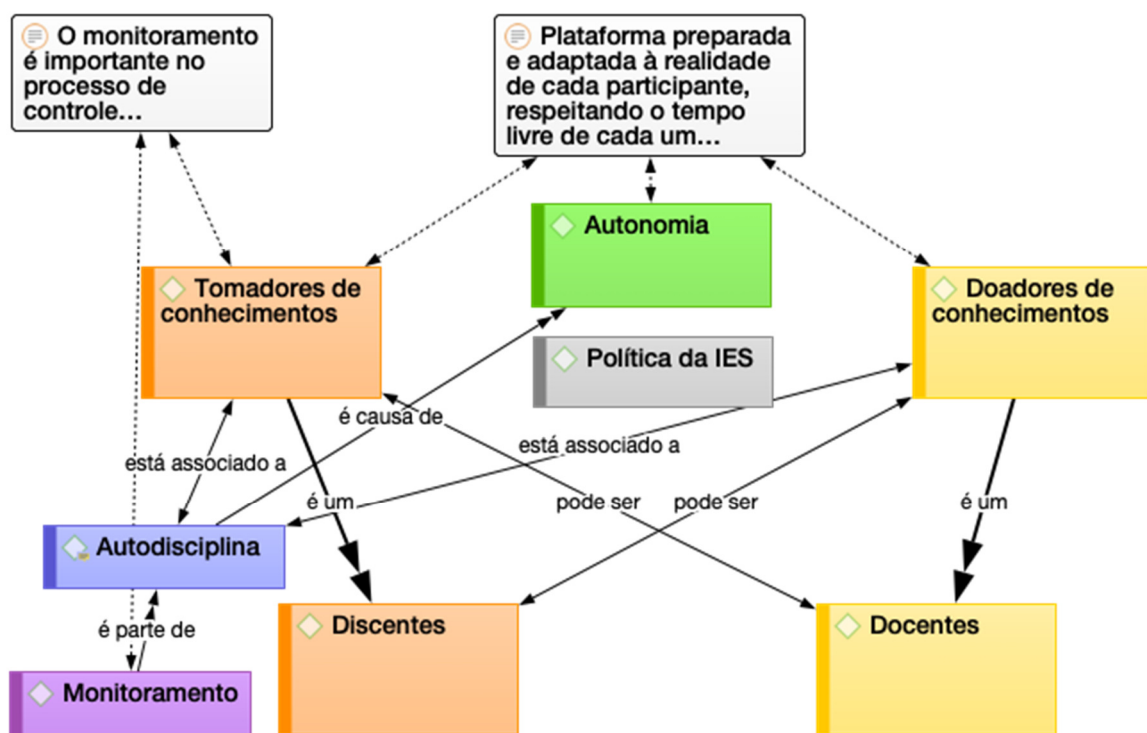 O monitoramento
é importante no
processo de
controle...
Plataforma preparada
e adaptada à realidade
de cada participante,
respeitando o tempo
livre de cada um...
Autonomia
Tomadores de
conhecimentos
Doadores de
conhecimentos
Política da IES
é causa de
está associado a
está associado a
é um
pode ser
pode ser
é um
Autodisciplina
é parte de
Discentes
Docentes
Monitoramento